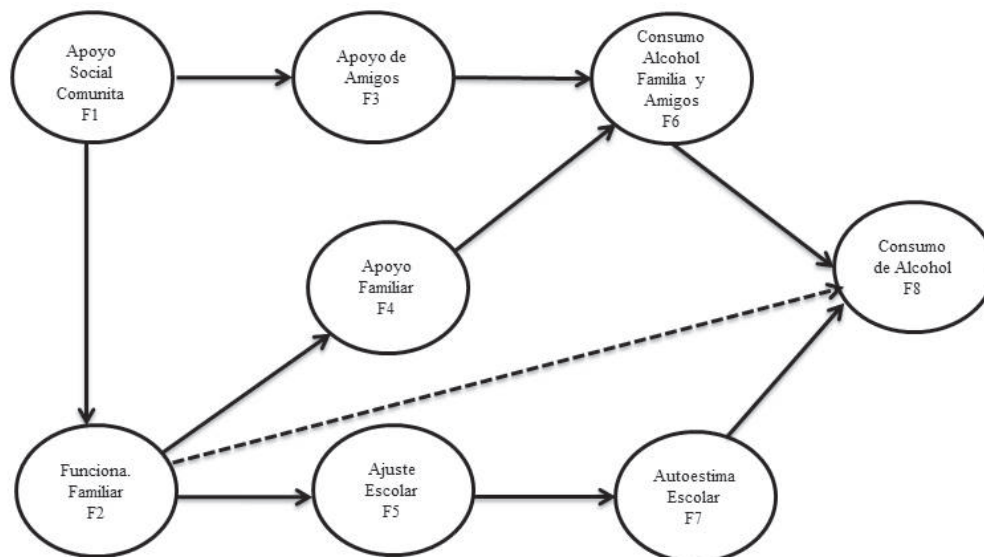 Apoyo
Social
Comunita
F1
Apoyo de
Amigos
F3
Consumo
Alcohol
Familia y
Amigos
F6
Apoyo
Familiar
F4
Consumo
de Alcohol
F8
Funciona.
Familiar
F2
Ajuste
Escolar
F5
Autoestima
Escolar
F7